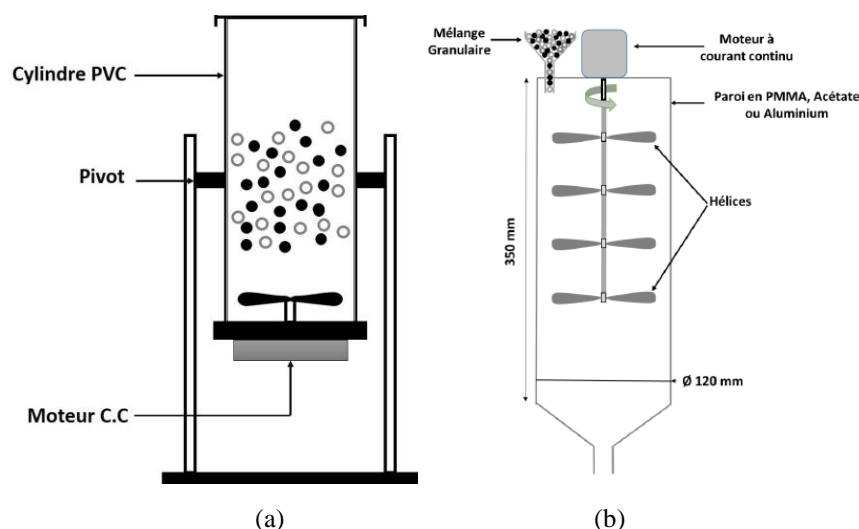 Cylindre PVC
Pivot
Moteur C.C
(a)
Mélange
Granulaire
Moteur à
courant continu
Paroi en PMMA, Acétate
ou Aluminium
Hélices
350 mm
Ø 120 mm
(b)